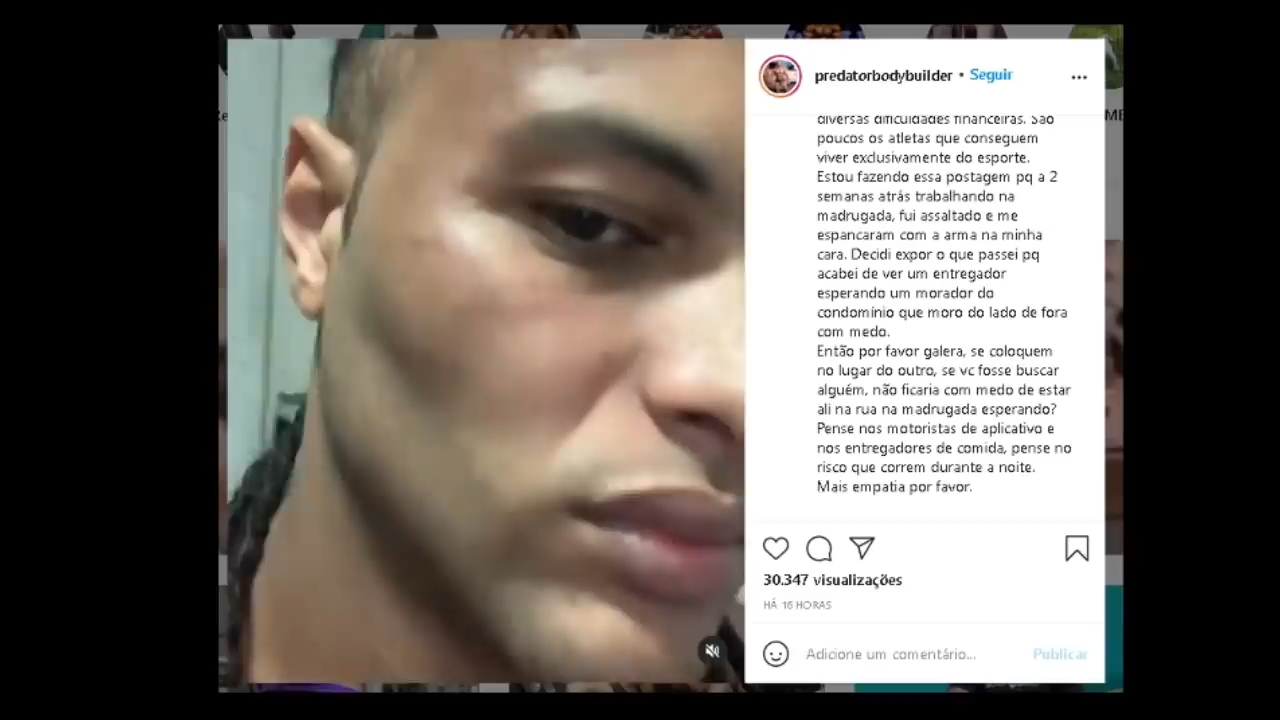 predatorbodybuilder • Seguir
diversas dificuldades financeiras. São
poucos os atletas que conseguem
viver exclusivamente do esporte.
Estou fazendo essa postagem pq a 2
semanas atrás trabalhando na
madrugada, fui assaltado e me
espancaram com a arma na minha
cara. Decidi expor o que passei pq
acabei de ver um entregador
esperando um morador do
condomínio que moro do lado de fora
com medo.
Então por favor galera, se coloquem
no lugar do outro, se vc fosse buscar
alguém, não ficaria com medo de estar
ali na rua na madrugada esperando?
Pense nos motoristas de aplicativo e
nos entregadores de comida, pense no
risco que correm durante a noite.
Mais empatia por favor.
30.347 visualizações
HÁ 16 HORAS
Adicione um comentário... Publicar